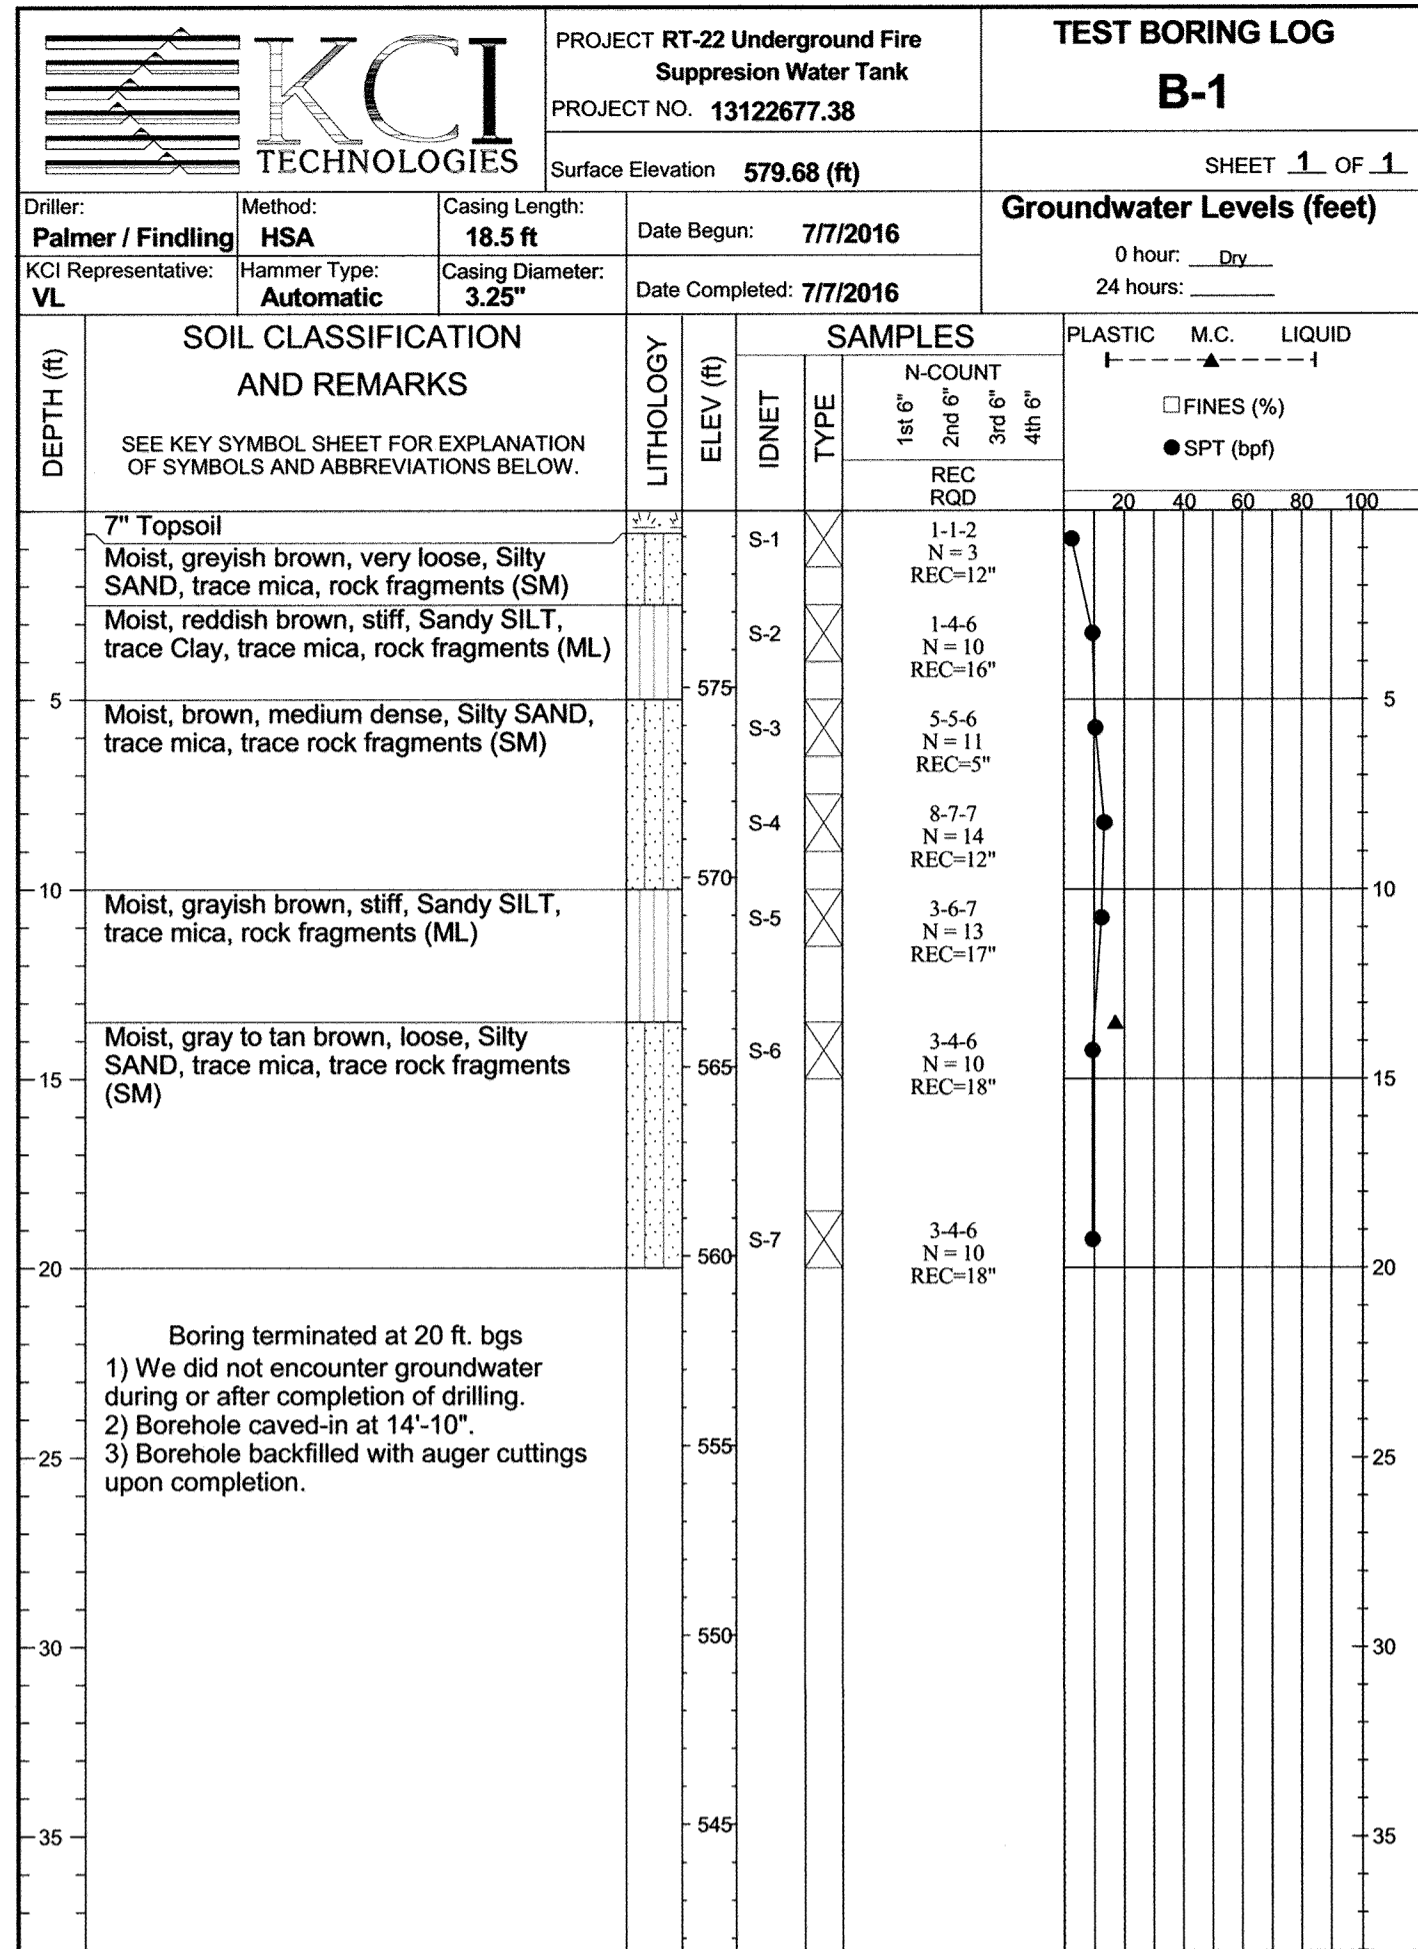 KCI
TECHNOLOGIES
PROJECT RT-22 Underground Fire
Suppresion Water Tank
PROJECT NO. 13122677.38
Surface Elevation 579.68 (ft)
TEST BORING LOG
B-1
SHEET 1 OF 1
Driller:
Palmer / Findling
Method:
HSA
Casing Length:
18.5 ft
Date Begun: 7/7/2016
KCI Representative:
VL
Hammer Type:
Automatic
Casing Diameter:
3.25"
Date Completed: 7/7/2016
Groundwater Levels (feet)
0 hour: Dry
24 hours:
DEPTH (ft)
SOIL CLASSIFICATION
AND REMARKS
SEE KEY SYMBOL SHEET FOR EXPLANATION
OF SYMBOLS AND ABBREVIATIONS BELOW.
LITHOLOGY
ELEV (ft)
SAMPLES
IDNET
TYPE
N-COUNT
1st 6"
2nd 6"
3rd 6"
4th 6"
REC
RQD
PLASTIC M.C. LIQUID
FINES (%)
SPT (bpf)
20 40 60 80 100
7" Topsoil
Moist, greyish brown, very loose, Silty
SAND, trace mica, rock fragments (SM)
S-1
1-1-2
N = 3
REC=12"
Moist, reddish brown, stiff, Sandy SILT,
trace Clay, trace mica, rock fragments (ML)
S-2
1-4-6
N = 10
REC=16"
575
5
5
Moist, brown, medium dense, Silty SAND,
trace mica, trace rock fragments (SM)
S-3
5-5-6
N = 11
REC=5"
S-4
8-7-7
N = 14
REC=12"
570
10
10
Moist, grayish brown, stiff, Sandy SILT,
trace mica, rock fragments (ML)
S-5
3-6-7
N = 13
REC=17"
Moist, gray to tan brown, loose, Silty
SAND, trace mica, trace rock fragments
(SM)
S-6
3-4-6
N = 10
REC=18"
565
15
15
S-7
3-4-6
N = 10
REC=18"
560
20
20
Boring terminated at 20 ft. bgs
1) We did not encounter groundwater
during or after completion of drilling.
2) Borehole caved-in at 14'-10".
3) Borehole backfilled with auger cuttings
upon completion.
555
25
25
550
30
30
545
35
35